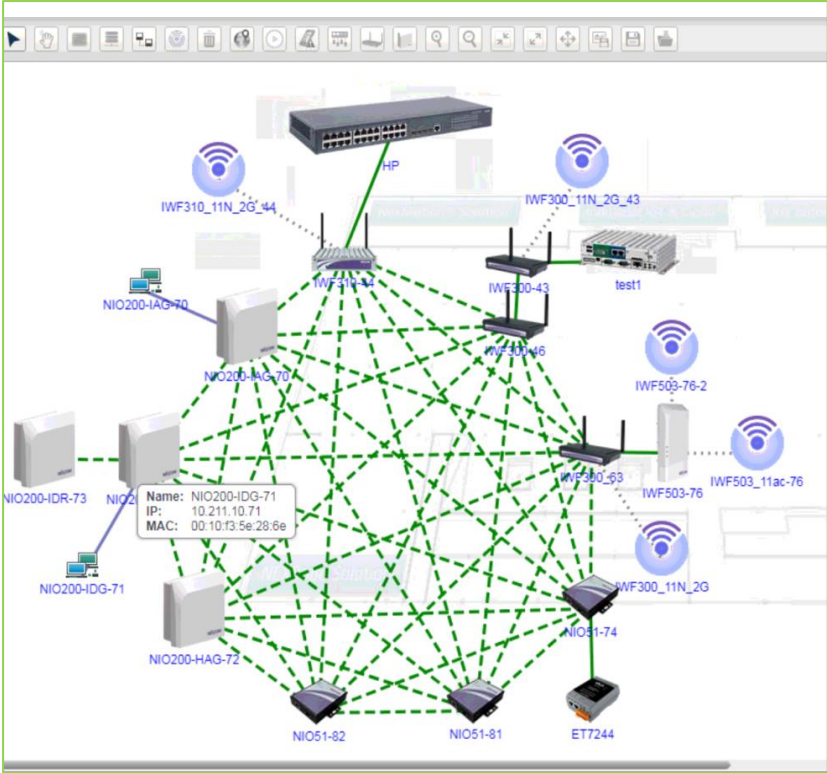 HP
IWF310_11N_2G_44
IWF300_11N_2G_43
IWF310-44
IWF300-43
test1
NIO200-IAG-70
IWF300-46
NIO200-IAG-70
IWF503-76-2
IWF300_63
IWF503-76
IWF503_11ac-76
NIO200-IDR-73
Name: NIO200-IDG-71
IP: 10.211.10.71
MAC: 00:10:f3:5e:28:6e
NIO200-IDG-71
IWF300_11N_2G
NIO51-74
NIO200-HAG-72
NIO51-82
NIO51-81
ET7244